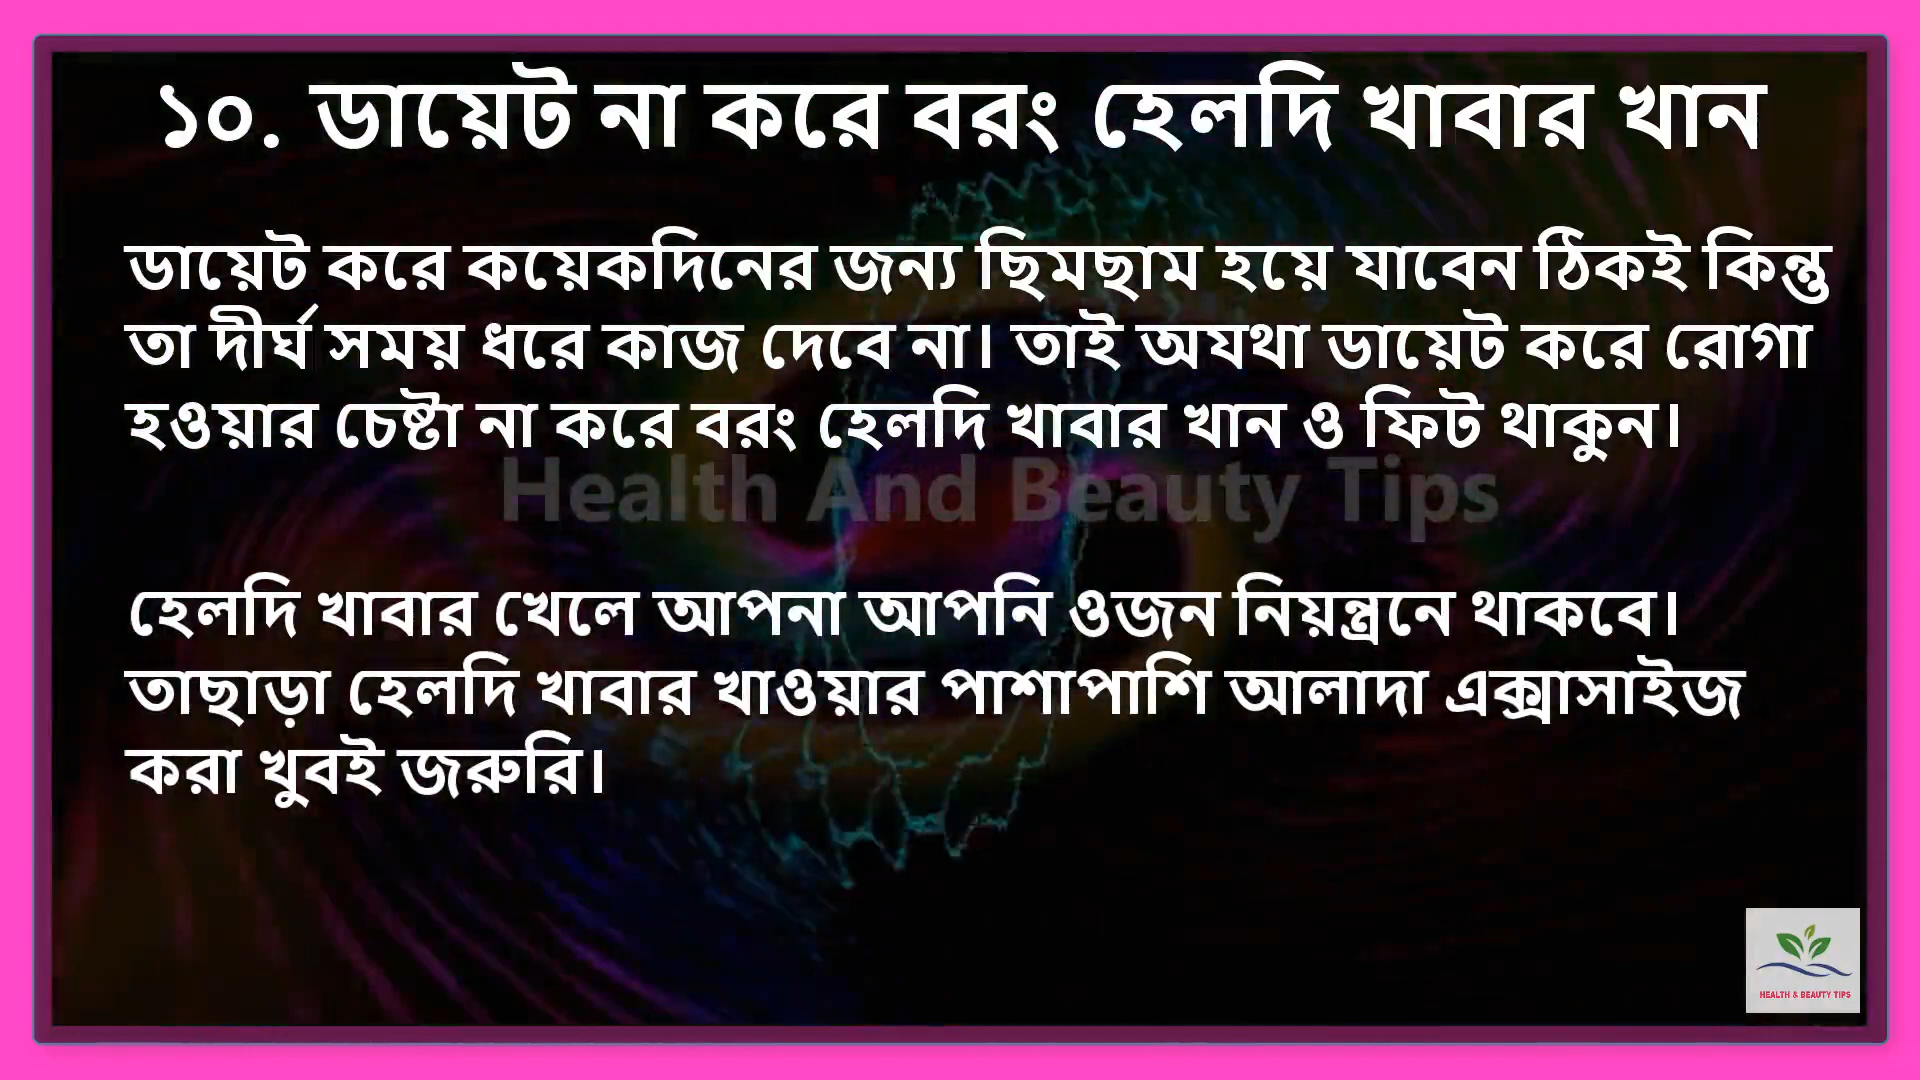 ১০. ডায়েট না করে বরং হেলদি খাবার খান
ডায়েট করে কয়েকদিনের জন্য ছিমছাম হয়ে যাবেন ঠিকই কিন্তু
তা দীর্ঘ সময় ধরে কাজ দেবে না। তাই অযথা ডায়েট করে রোগা
হওয়ার চেষ্টা না করে বরং হেলদি খাবার খান ও ফিট থাকুন।
Health And Beauty Tips
হেলদি খাবার খেলে আপনা আপনি ওজন নিয়ন্ত্রনে থাকবে।
তাছাড়া হেলদি খাবার খাওয়ার পাশাপাশি আলাদা এক্সাসাইজ
করা খুবই জরুরি।
HEALTH & BEAUTY TIPS